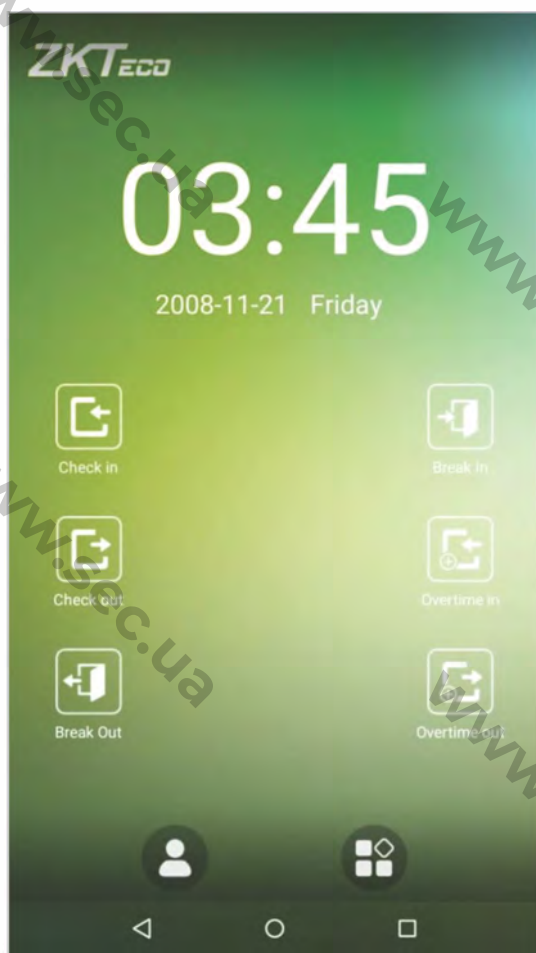 ZKTeco
03:45
2008-11-21 Friday
Check in
Break In
Check out
Overtime in
Break Out
Overtime out
www.sec.ua
www.sec.ua